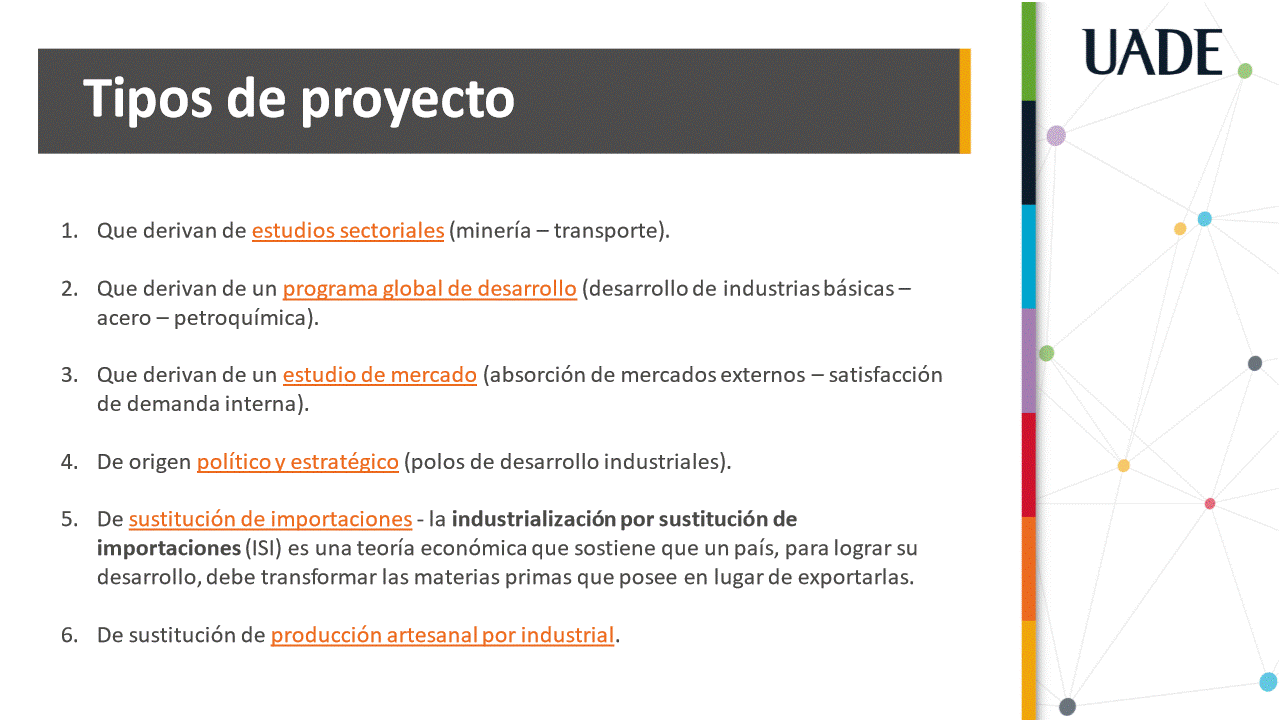 UADE
Tipos de proyecto
1. Que derivan de estudios sectoriales (minería – transporte).
2. Que derivan de un programa global de desarrollo (desarrollo de industrias básicas –
acero – petroquímica).
3. Que derivan de un estudio de mercado (absorción de mercados externos – satisfacción
de demanda interna).
4. De origen político y estratégico (polos de desarrollo industriales).
5. De sustitución de importaciones - la industrialización por sustitución de
importaciones (ISI) es una teoría económica que sostiene que un país, para lograr su
desarrollo, debe transformar las materias primas que posee en lugar de exportarlas.
6. De sustitución de producción artesanal por industrial.